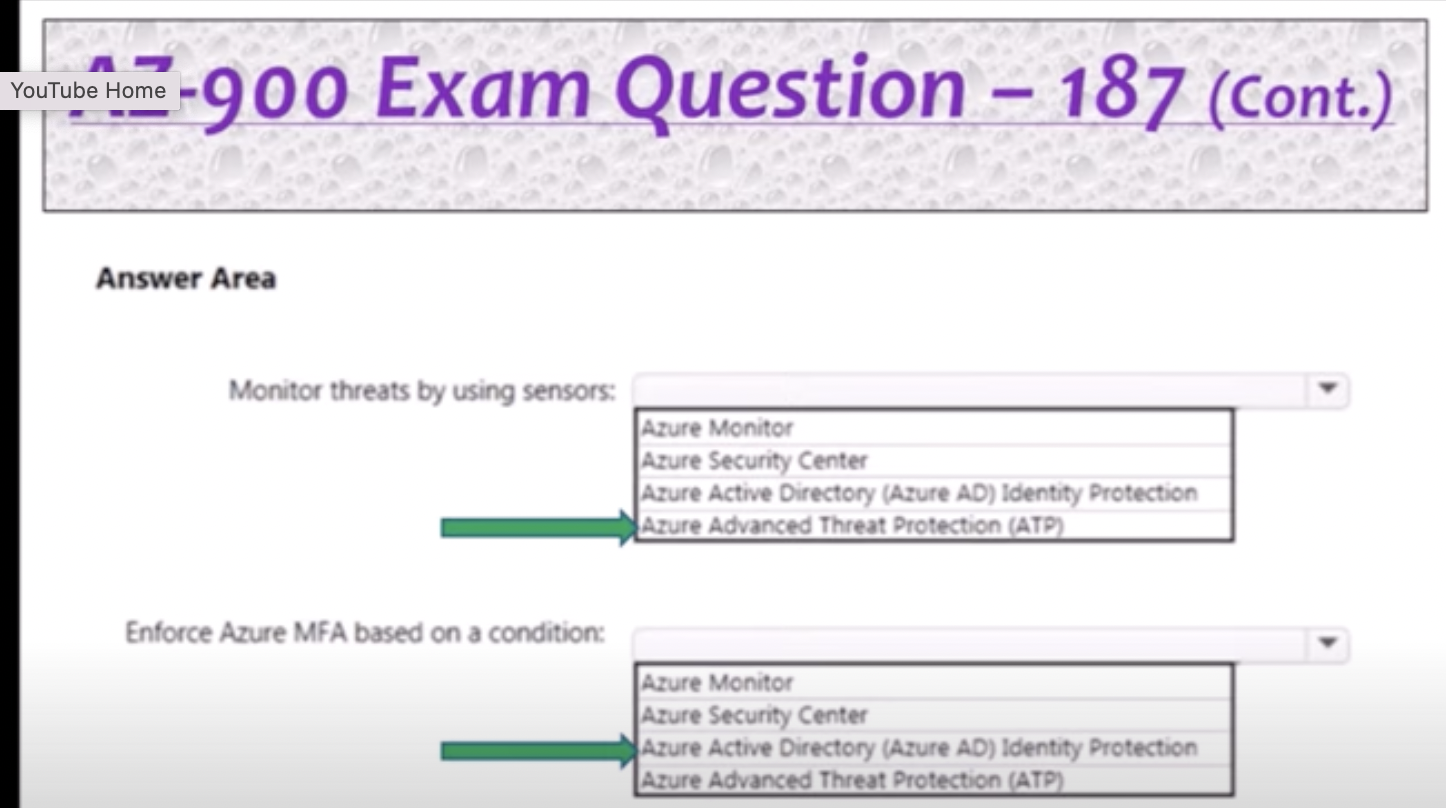 AZ-900 Exam Question – 187 (Cont.)
YouTube Home
Answer Area
Monitor threats by using sensors:
Azure Monitor
Azure Security Center
Azure Active Directory (Azure AD) Identity Protection
Azure Advanced Threat Protection (ATP)
Enforce Azure MFA based on a condition:
Azure Monitor
Azure Security Center
Azure Active Directory (Azure AD) Identity Protection
Azure Advanced Threat Protection (ATP)